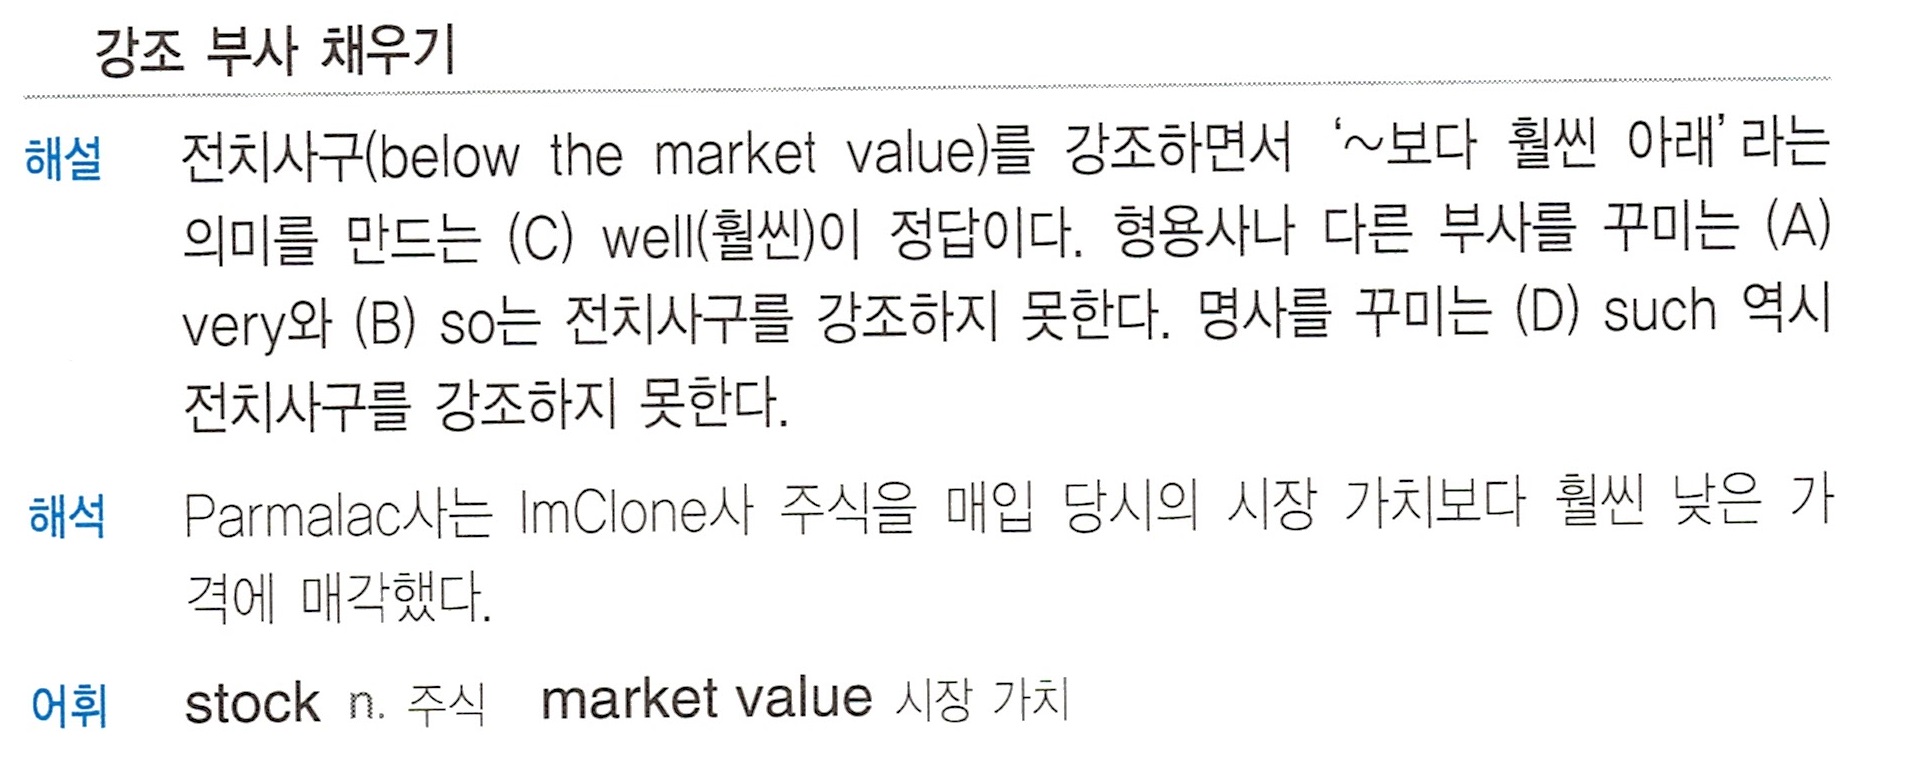 강조 부사 채우기
해설 전치사구(below the market value)를 강조하면서 ‘~보다 훨씬 아래’라는
의미를 만드는 (C) well(훨씬)이 정답이다. 형용사나 다른 부사를 꾸미는 (A)
very와 (B) so는 전치사구를 강조하지 못한다. 명사를 꾸미는 (D) such 역시
전치사구를 강조하지 못한다.
해석 Parmalac사는 ImClone사 주식을 매입 당시의 시장 가치보다 훨씬 낮은 가
격에 매각했다.
어휘 stock n. 주식 market value 시장 가치